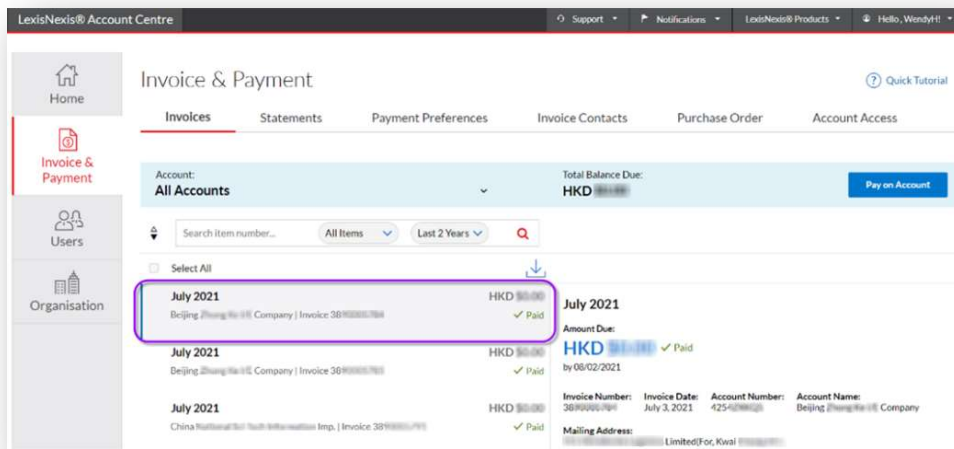 LexisNexis® Account Centre
Support
Notifications
LexisNexis® Products
Hello, WendyH!
Home
Invoice & Payment
Users
Organisation
Invoice & Payment
Quick Tutorial
Invoices Statements Payment Preferences Invoice Contacts Purchase Order Account Access
Account:
All Accounts
Total Balance Due:
HKD
Pay on Account
Search item number...
All Items
Last 2 Years
Select All
July 2021 HKD
Beijing Company | Invoice 38
Paid
July 2021 HKD
Beijing Company | Invoice 38
Paid
July 2021 HKD
China Imp. | Invoice 38
Paid
July 2021
Amount Due:
HKD Paid
by 08/02/2021
Invoice Number: Invoice Date: Account Number: Account Name:
38 July 3, 2021 425 Beijing Company
Mailing Address:
Limited(For, Kwai